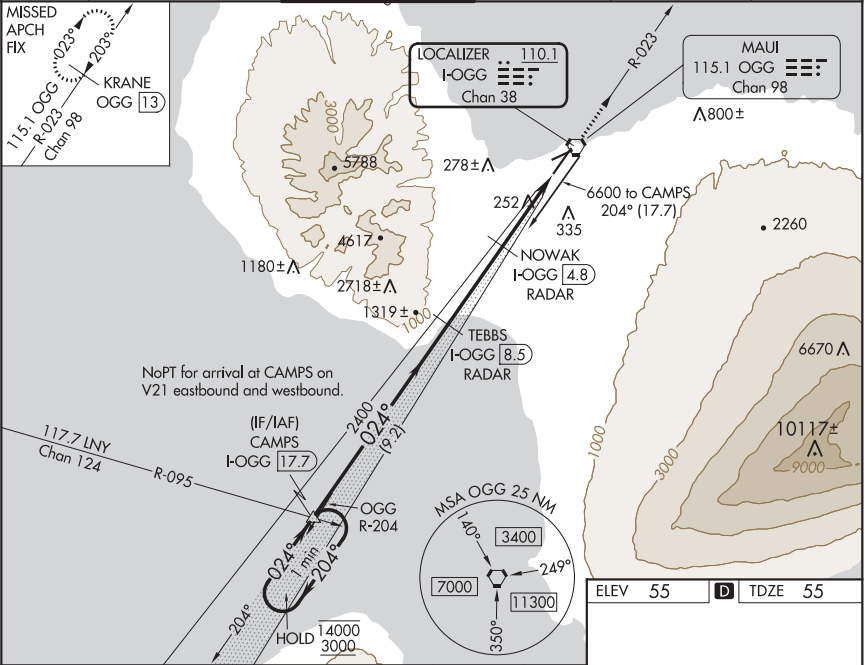 MISSED
APCH
FIX
023°
203°
KRANE
OGG 13
115.1 OGG
R-023
Chan 98
LOCALIZER 110.1
I-OGG
Chan 38
R-023
MAUI
115.1 OGG
Chan 98
800±
3000
5788
278±
252
6600 to CAMPS
204° (17.7)
335
2260
4617
NOWAK
I-OGG 4.8
RADAR
1180±
2718±
1319±
1000
TEBBS
I-OGG 8.5
RADAR
6670
NoPT for arrival at CAMPS on
V21 eastbound and westbound.
2400
024°
(9.2)
10117±
9000
1000
3000
(IF/IAF)
CAMPS
I-OGG 17.7
117.7 LNY
Chan 124
R-095
OGG
R-204
MSA OGG 25 NM
140°
3400
249°
7000
11300
350°
024°
1 min
204°
204°
HOLD 14000
3000
ELEV 55 D TDZE 55